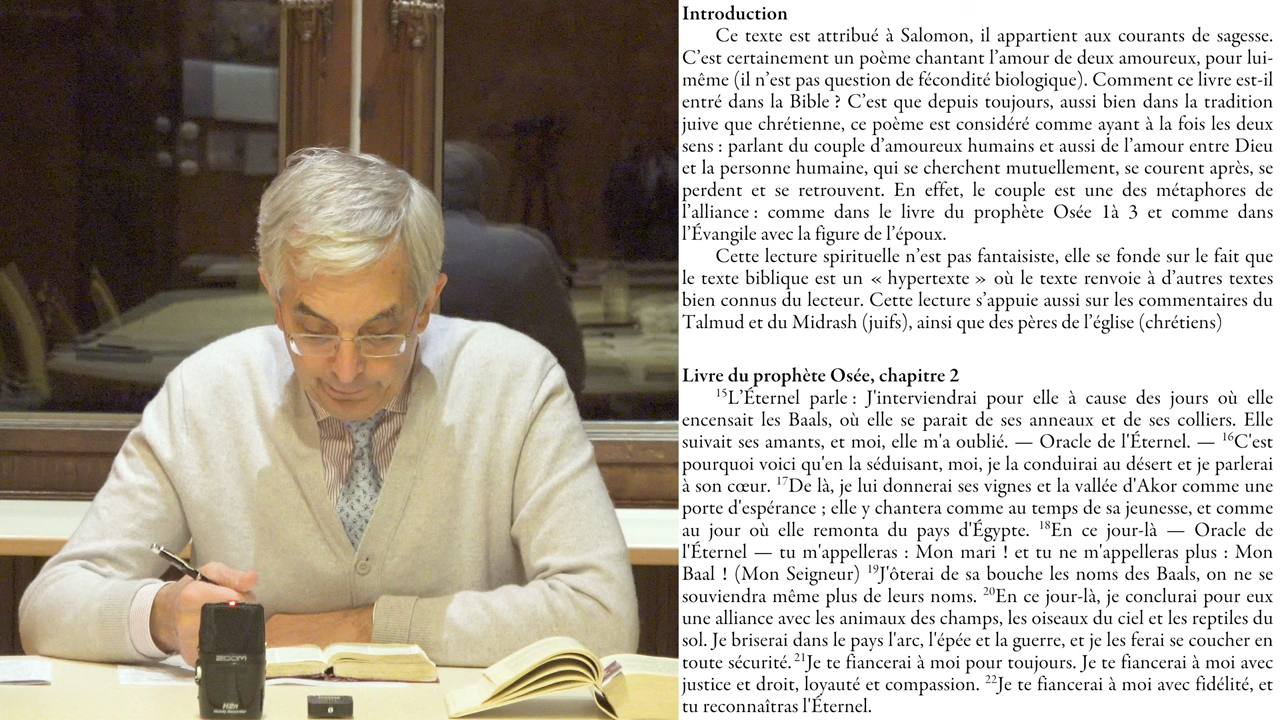 Introduction
Ce texte est attribué à Salomon, il appartient aux courants de sagesse.
C’est certainement un poème chantant l’amour de deux amoureux, pour lui-
même (il n’est pas question de fécondité biologique). Comment ce livre est-il
entré dans la Bible ? C’est que depuis toujours, aussi bien dans la tradition
juive que chrétienne, ce poème est considéré comme ayant à la fois les deux
sens : parlant du couple d’amoureux humains et aussi de l’amour entre Dieu
et la personne humaine, qui se cherchent mutuellement, se courent après, se
perdent et se retrouvent. En effet, le couple est une des métaphores de
l’alliance : comme dans le livre du prophète Osée 1à 3 et comme dans
l’Évangile avec la figure de l’époux.
Cette lecture spirituelle n’est pas fantaisiste, elle se fonde sur le fait que
le texte biblique est un « hypertexte » où le texte renvoie à d’autres textes
bien connus du lecteur. Cette lecture s’appuie aussi sur les commentaires du
Talmud et du Midrash (juifs), ainsi que des pères de l’église (chrétiens)
Livre du prophète Osée, chapitre 2
15L’Éternel parle : J'interviendrai pour elle à cause des jours où elle
encensait les Baals, où elle se parait de ses anneaux et de ses colliers. Elle
suivait ses amants, et moi, elle m'a oublié. — Oracle de l'Éternel. — 16C'est
pourquoi voici qu'en la séduisant, moi, je la conduirai au désert et je parlerai
à son cœur. 17De là, je lui donnerai ses vignes et la vallée d'Akor comme une
porte d'espérance ; elle y chantera comme au temps de sa jeunesse, et comme
au jour où elle remonta du pays d'Égypte. 18En ce jour-là — Oracle de
l'Éternel — tu m'appelleras : Mon mari ! et tu ne m'appelleras plus : Mon
Baal ! (Mon Seigneur) 19J'ôterai de sa bouche les noms des Baals, on ne se
souviendra même plus de leurs noms. 20En ce jour-là, je conclurai pour eux
une alliance avec les animaux des champs, les oiseaux du ciel et les reptiles du
sol. Je briserai dans le pays l'arc, l'épée et la guerre, et je les ferai se coucher en
toute sécurité. 21Je te fiancerai à moi pour toujours. Je te fiancerai à moi avec
justice et droit, loyauté et compassion. 22Je te fiancerai à moi avec fidélité, et
tu reconnaîtras l'Éternel.
ZOOM
H2n
Handy Recorder